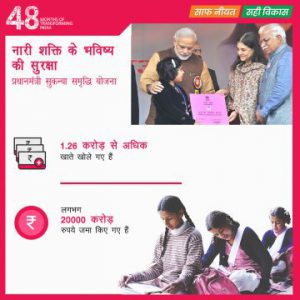 48 MONTHS OF
TRANSFORMING
INDIA
साफ नीयत सही विकास
नारी शक्ति के भविष्य
की सुरक्षा
प्रधानमंत्री सुकन्या समृद्धि योजना
1.26 करोड़ से अधिक
खाते खोले गए हैं
₹
लगभग
20000 करोड़
रुपये जमा किए गए हैं